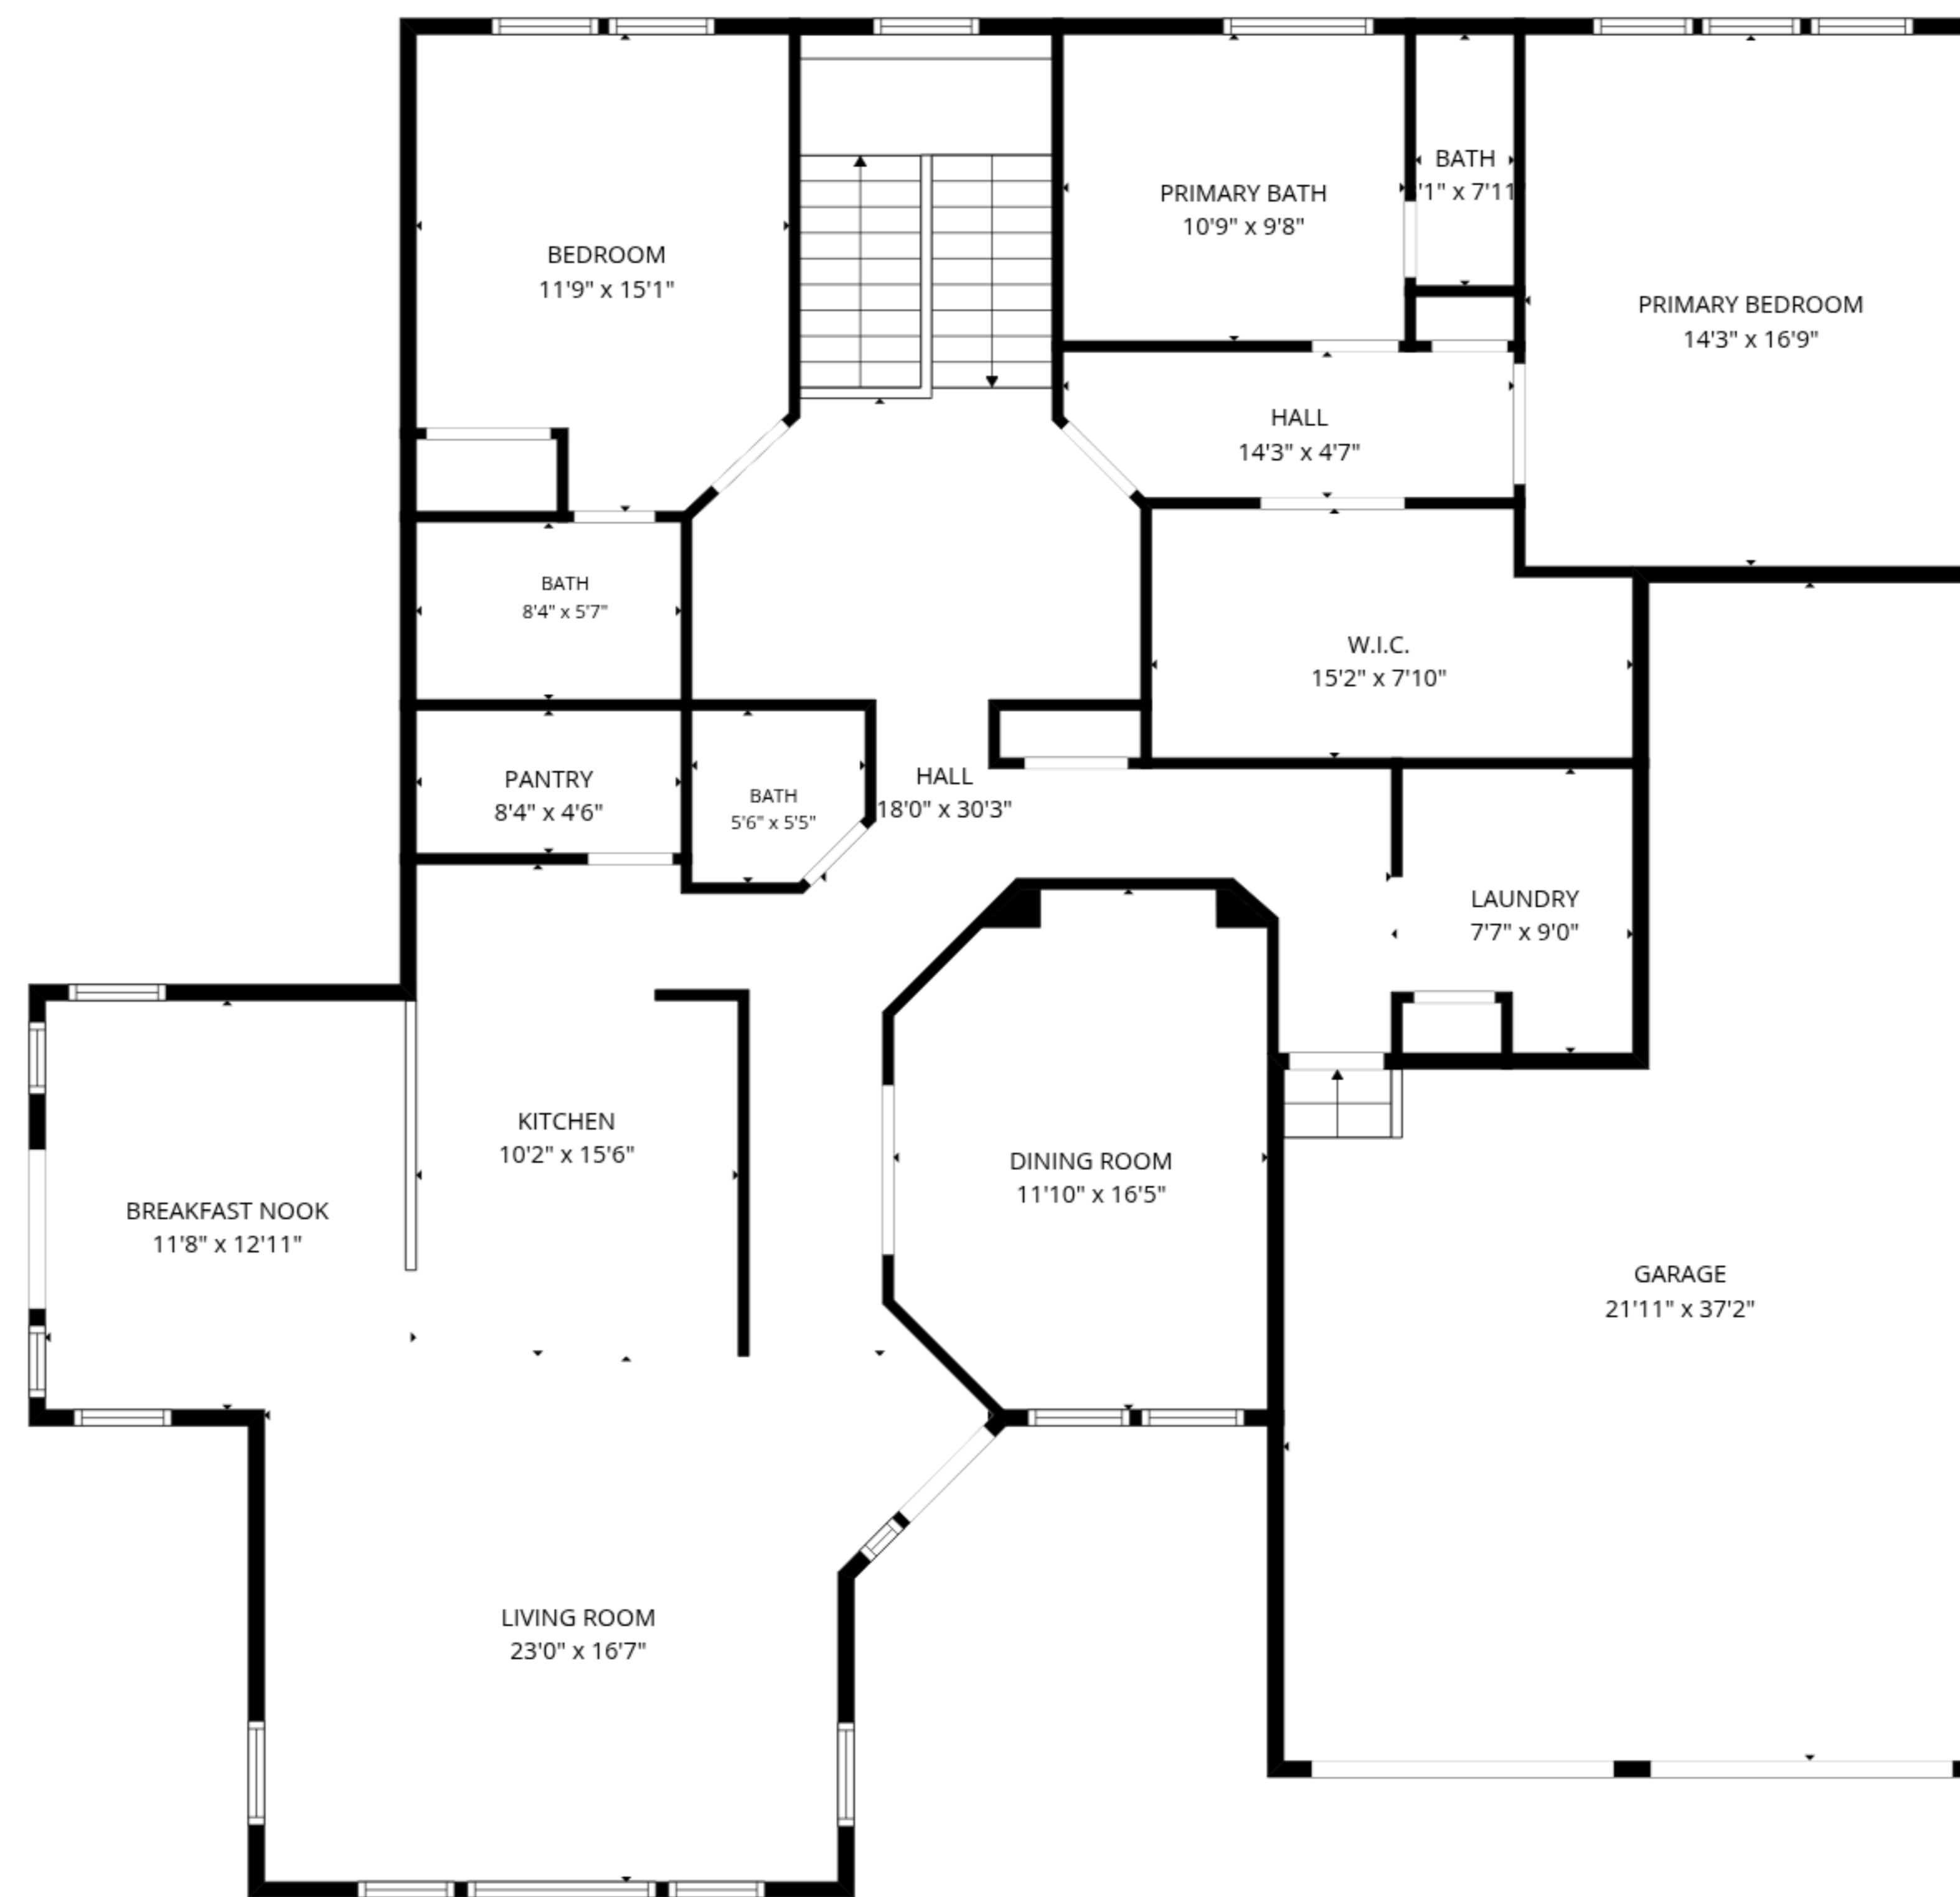 BEDROOM
11'9" x 15'1"
PRIMARY BATH
10'9" x 9'8"
BATH
'1" x 7'11
PRIMARY BEDROOM
14'3" x 16'9"
HALL
14'3" x 4'7"
BATH
8'4" x 5'7"
W.I.C.
15'2" x 7'10"
PANTRY
8'4" x 4'6"
BATH
5'6" x 5'5"
HALL
18'0" x 30'3"
LAUNDRY
7'7" x 9'0"
KITCHEN
10'2" x 15'6"
DINING ROOM
11'10" x 16'5"
BREAKFAST NOOK
11'8" x 12'11"
GARAGE
21'11" x 37'2"
LIVING ROOM
23'0" x 16'7"